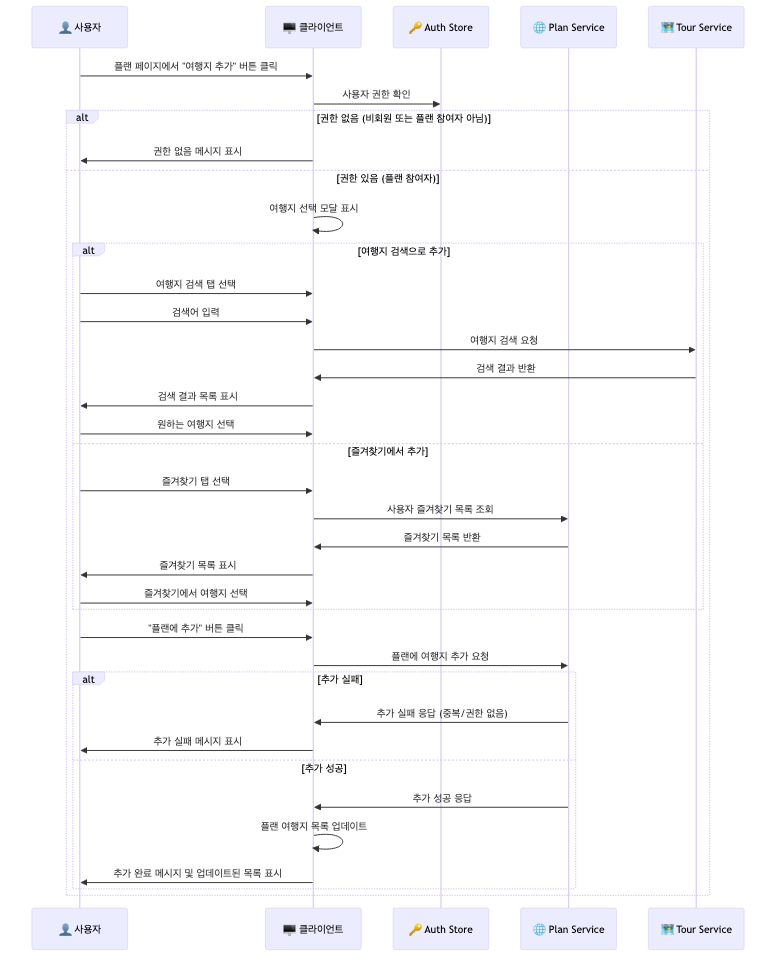 사용자
클라이언트
Auth Store
Plan Service
Tour Service
플랜 페이지에서 "여행지 추가" 버튼 클릭
사용자 권한 확인
alt
[권한 없음 (비회원 또는 플랜 참여자 아님)]
권한 없음 메시지 표시
[권한 있음 (플랜 참여자)]
여행지 선택 모달 표시
alt
[여행지 검색으로 추가]
여행지 검색 탭 선택
검색어 입력
여행지 검색 요청
검색 결과 반환
검색 결과 목록 표시
원하는 여행지 선택
[즐겨찾기에서 추가]
즐겨찾기 탭 선택
사용자 즐겨찾기 목록 조회
즐겨찾기 목록 반환
즐겨찾기 목록 표시
즐겨찾기에서 여행지 선택
"플랜에 추가" 버튼 클릭
플랜에 여행지 추가 요청
alt
[추가 실패]
추가 실패 응답 (중복/권한 없음)
추가 실패 메시지 표시
[추가 성공]
추가 성공 응답
플랜 여행지 목록 업데이트
추가 완료 메시지 및 업데이트된 목록 표시
사용자
클라이언트
Auth Store
Plan Service
Tour Service